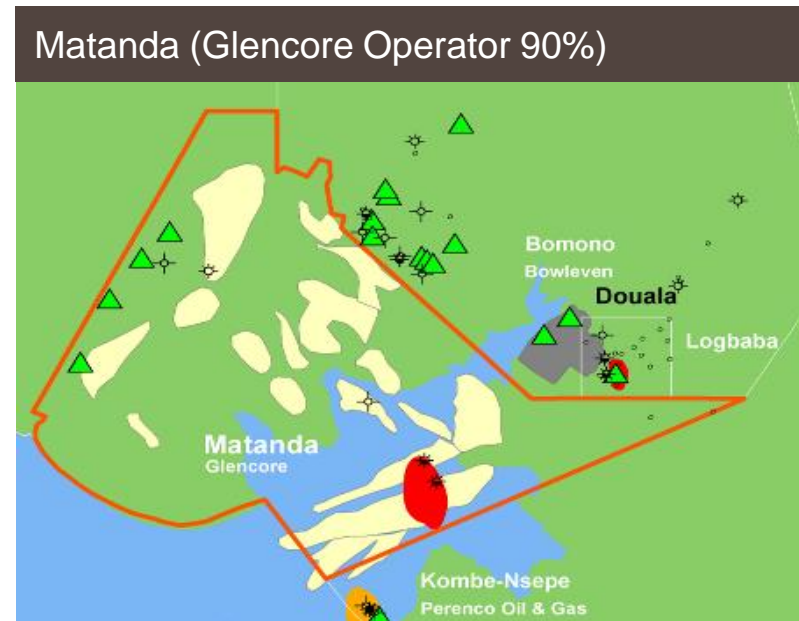 Matanda (Glencore Operator 90%)
Bomono
Bowleven
Douala
Logbaba
Matanda
Glencore
Kombe-Nsepe
Perenco Oil & Gas